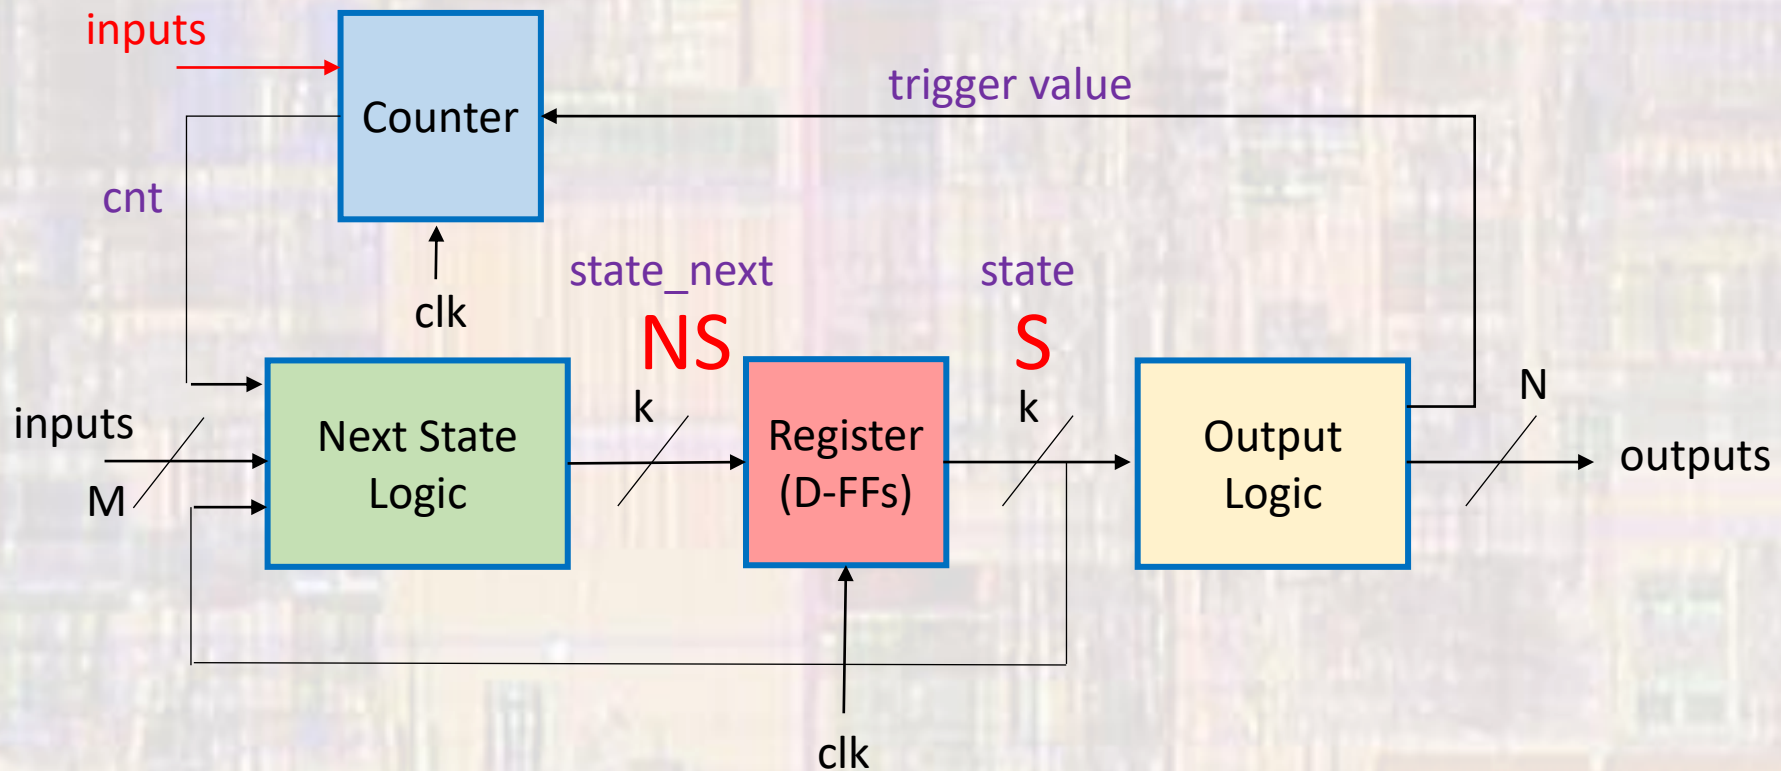 inputs
Counter
trigger value
cnt
clk
state_next
state
NS
S
inputs
M
Next State
Logic
k
Register
(D-FFs)
k
Output
Logic
N
outputs
clk